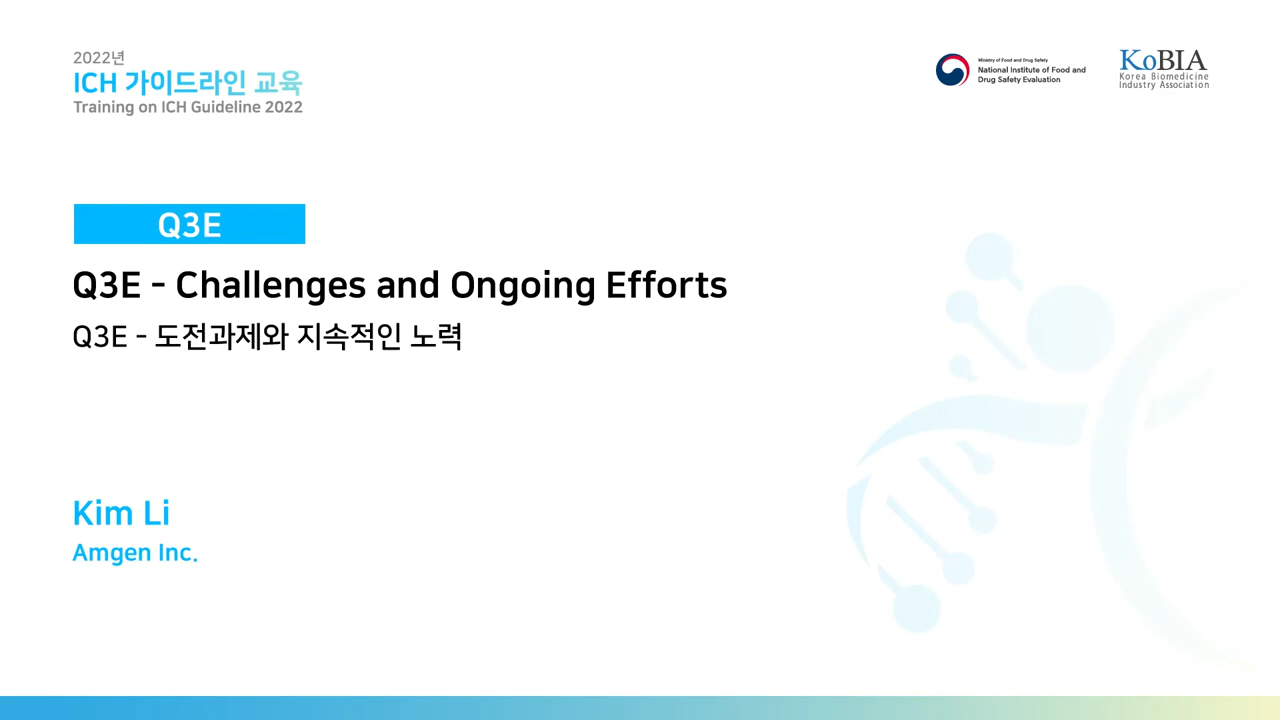 2022년
ICH 가이드라인 교육
Training on ICH Guideline 2022
Ministry of Food and Drug Safety
National Institute of Food and
Drug Safety Evaluation
KoBIA
Korea Biomedicine
Industry Association
Q3E
Q3E - Challenges and Ongoing Efforts
Q3E - 도전과제와 지속적인 노력
Kim Li
Amgen Inc.